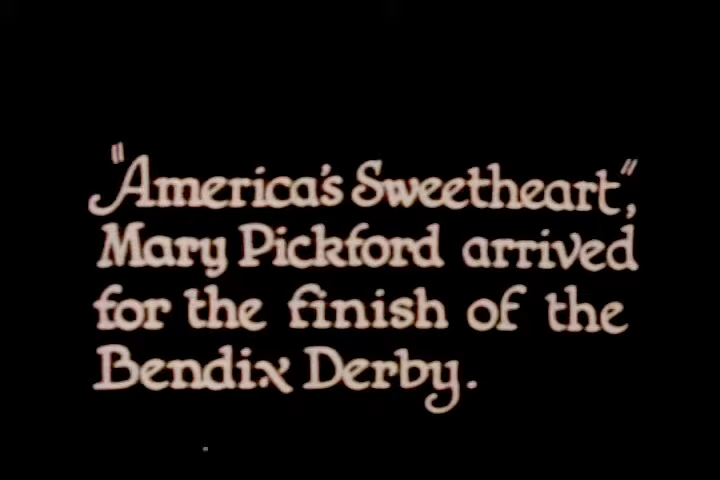 "America's Sweetheart",
Mary Pickford arrived
for the finish of the
Bendix Derby.